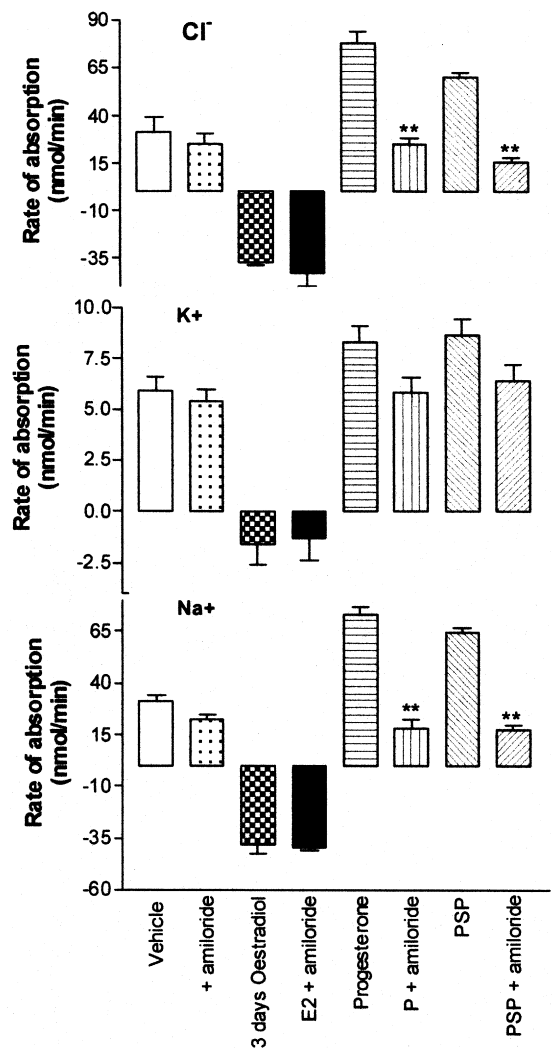 Cl-
Rate of absorption
(nmol/min)
90
65
40
15
-10
-35
**
**
K+
Rate of absorption
(nmol/min)
10.0
7.5
5.0
2.5
0.0
-2.5
Na+
Rate of absorption
(nmol/min)
65
40
15
-10
-35
-60
**
**
Vehicle
+ amiloride
3 days Oestradiol
E2 + amiloride
Progesterone
P + amiloride
PSP
PSP + amiloride